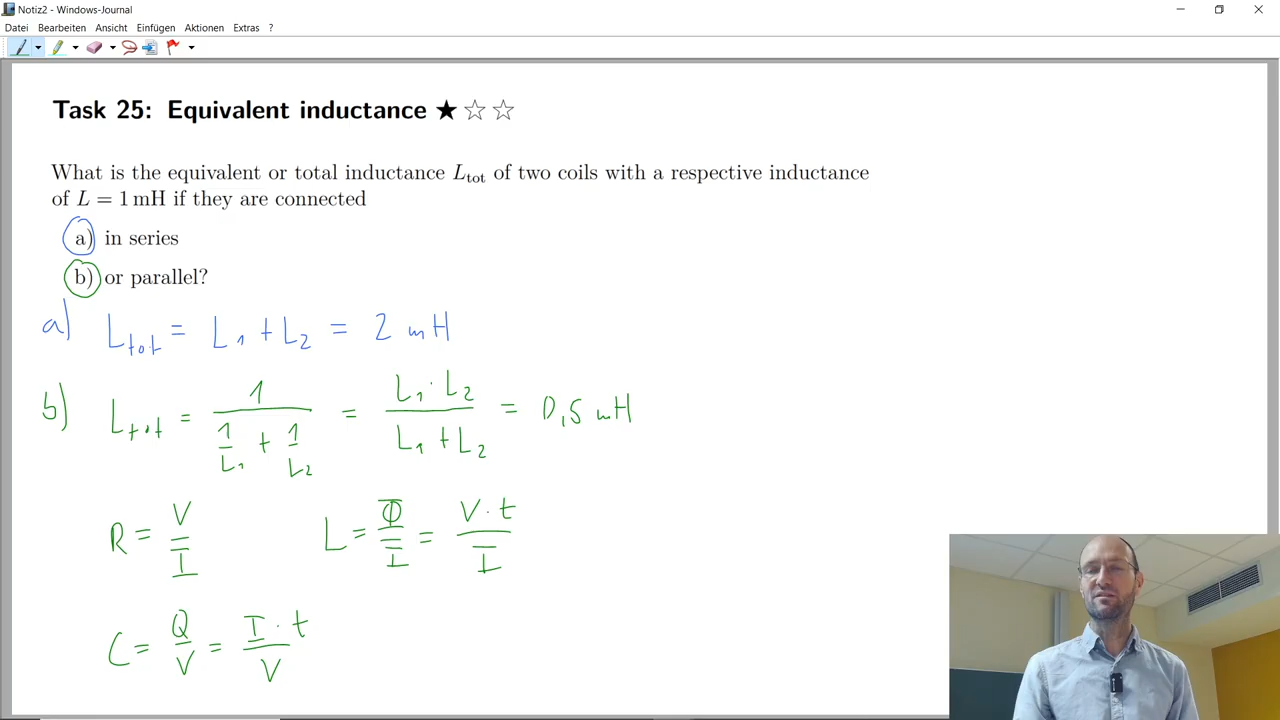 Notiz2 - Windows-Journal
Datei Bearbeiten Ansicht Einfügen Aktionen Extras ?
Task 25: Equivalent inductance ★☆☆
What is the equivalent or total inductance L_tot of two coils with a respective inductance
of L = 1 mH if they are connected
a) in series
b) or parallel?
a) L_tot = L_1 + L_2 = 2 mH
b) L_tot = 1 / (1/L_1 + 1/L_2) = (L_1 · L_2) / (L_1 + L_2) = 0,5 mH
R = V/I L = Φ/I = (V · t)/I
C = Q/V = (I · t)/V